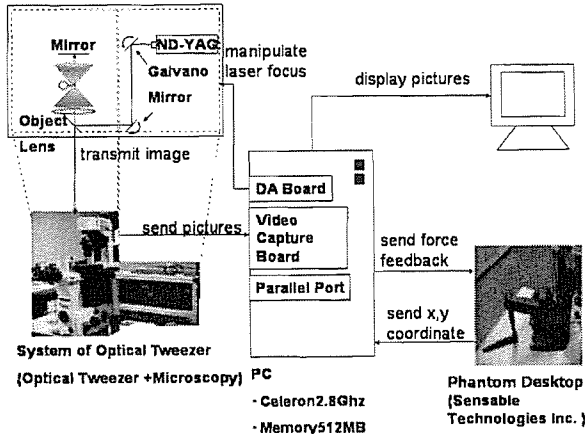 Mirror
ND-YAG
Galvano
Mirror
Object
Lens
manipulate
laser focus
transmit image
display pictures
DA Board
Video
Capture
Board
Parallel Port
send pictures
send force
feedback
send x,y
coordinate
System of Optical Tweezer
(Optical Tweezer +Microscopy)
PC
・Celeron2.8Ghz
・Memory512MB
Phantom Desktop
(Sensable
Technologies Inc. )